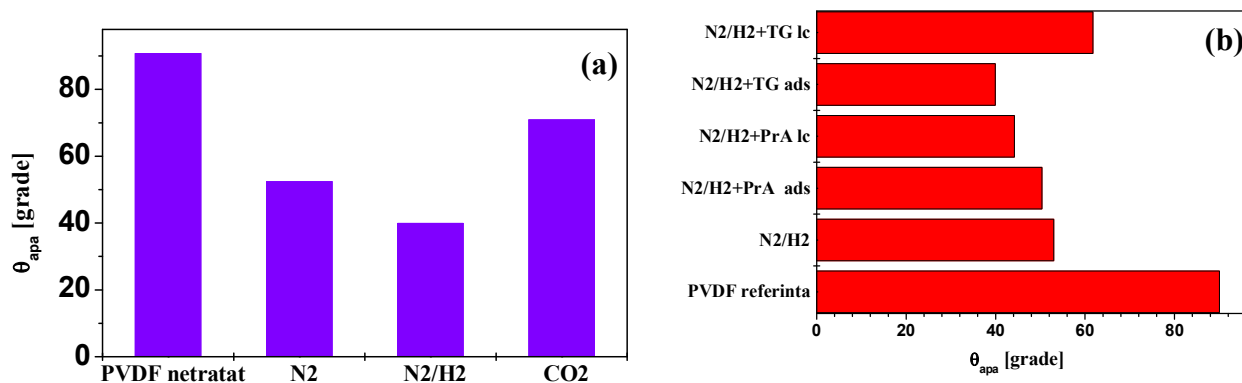 (a)
θapa [grade]
80
60
40
20
0
PVDF netratat N2 N2/H2 CO2
(b)
N2/H2+TG lc
N2/H2+TG ads
N2/H2+PrA lc
N2/H2+PrA  ads
N2/H2
PVDF referinta
0 20 40 60 80
θapa [grade]